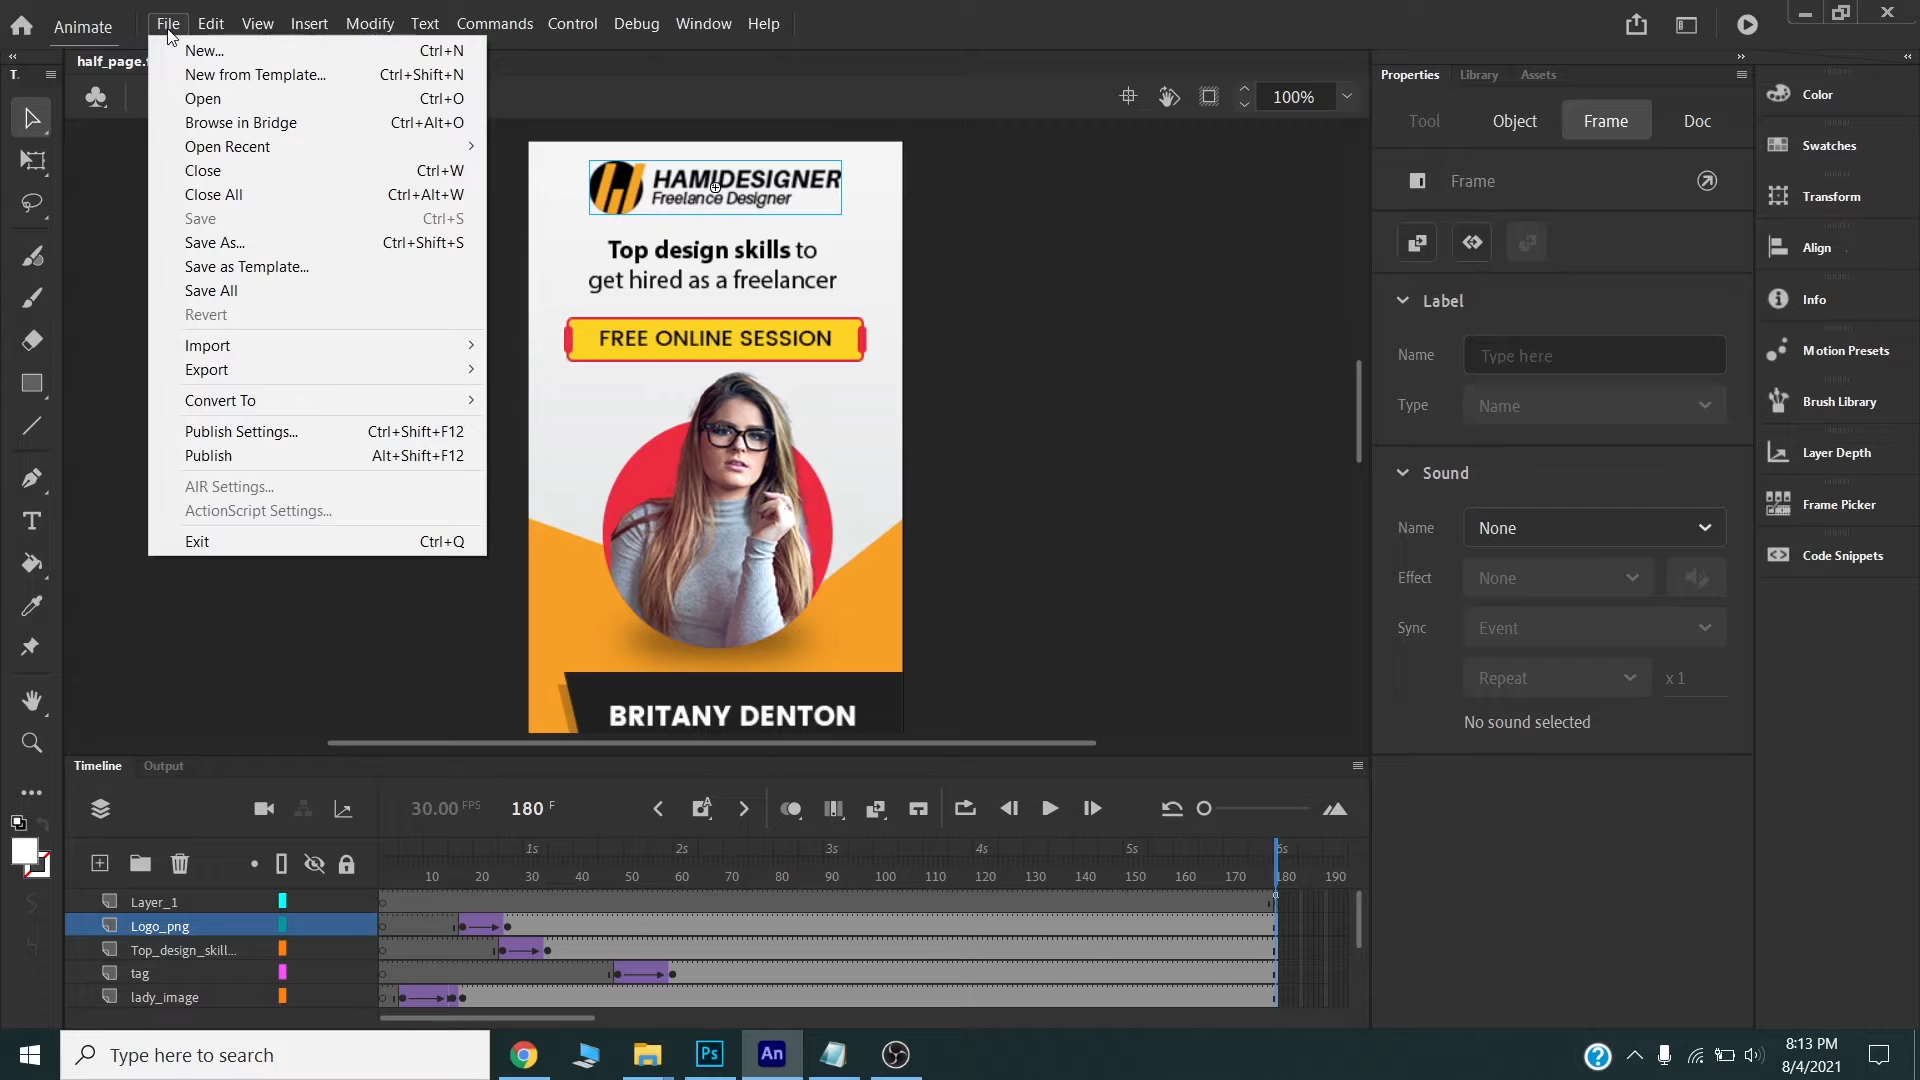 Animate
File Edit View Insert Modify Text Commands Control Debug Window Help
half_page.f
New... Ctrl+N
New from Template... Ctrl+Shift+N
Open Ctrl+O
Browse in Bridge Ctrl+Alt+O
Open Recent
Close Ctrl+W
Close All Ctrl+Alt+W
Save Ctrl+S
Save As... Ctrl+Shift+S
Save as Template...
Save All
Revert
Import
Export
Convert To
Publish Settings... Ctrl+Shift+F12
Publish Alt+Shift+F12
AIR Settings...
ActionScript Settings...
Exit Ctrl+Q
100%
HAMIDESIGNER
Freelance Designer
Top design skills to
get hired as a freelancer
FREE ONLINE SESSION
BRITANY DENTON
Properties Library Assets
Tool Object Frame Doc
Frame
Label
Name Type here
Type Name
Sound
Name None
Effect None
Sync Event
Repeat x 1
No sound selected
Color
Swatches
Transform
Align
Info
Motion Presets
Brush Library
Layer Depth
Frame Picker
Code Snippets
Timeline Output
30.00 FPS 180 F
1s 2s 3s 4s 5s 6s
10 20 30 40 50 60 70 80 90 100 110 120 130 140 150 160 170 180 190
Layer_1
Logo_png
Top_design_skill...
tag
lady_image
Type here to search
Ps
An
8:13 PM
8/4/2021